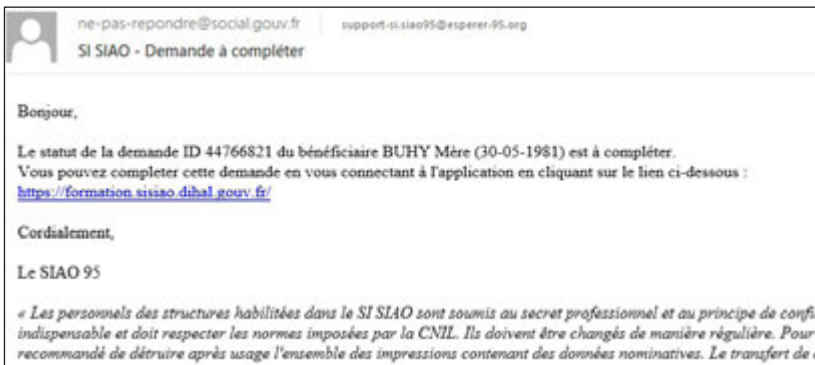 ne-pas-repondre@social.gouv.fr support-si.siao95@esperer-95.org
SI SIAO - Demande à compléter
Bonjour,
Le statut de la demande ID 44766821 du bénéficiaire BUHY Mère (30-05-1981) est à compléter.
Vous pouvez completer cette demande en vous connectant à l'application en cliquant sur le lien ci-dessous :
https://formation.sisiao.dihal.gouv.fr/
Cordialement,
Le SIAO 95
« Les personnels des structures habilitées dans le SI SIAO sont soumis au secret professionnel et au principe de confi
indispensable et doit respecter les normes imposées par la CNIL. Ils doivent être changés de manière régulière. Pour
recommandé de détruire après usage l'ensemble des impressions contenant des données nominatives. Le transfert de